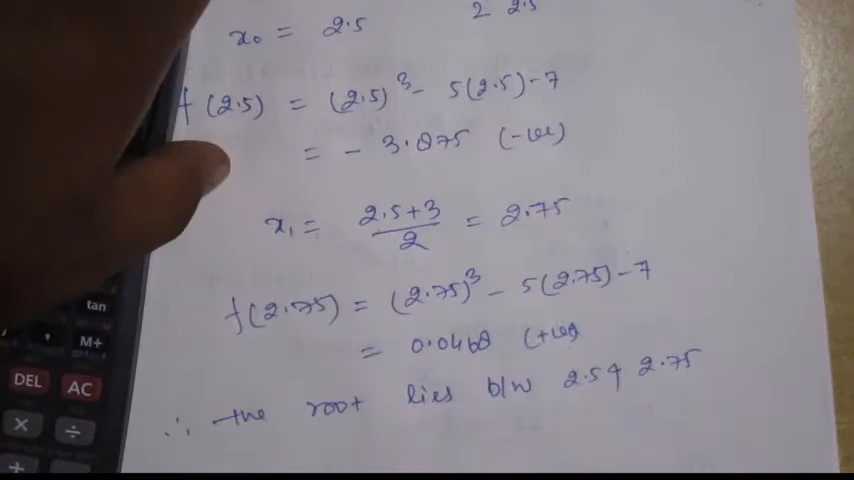 2 2.5
x₀ = 2.5
f(2.5) = (2.5)³ - 5(2.5) - 7
= - 3.875 (-ve)
x₁ = (2.5+3)/2 = 2.75
f(2.75) = (2.75)³ - 5(2.75) - 7
= 0.0468 (+ve)
∴ the root lies b/w 2.5 & 2.75
tan
M+
DEL AC
× ÷
+